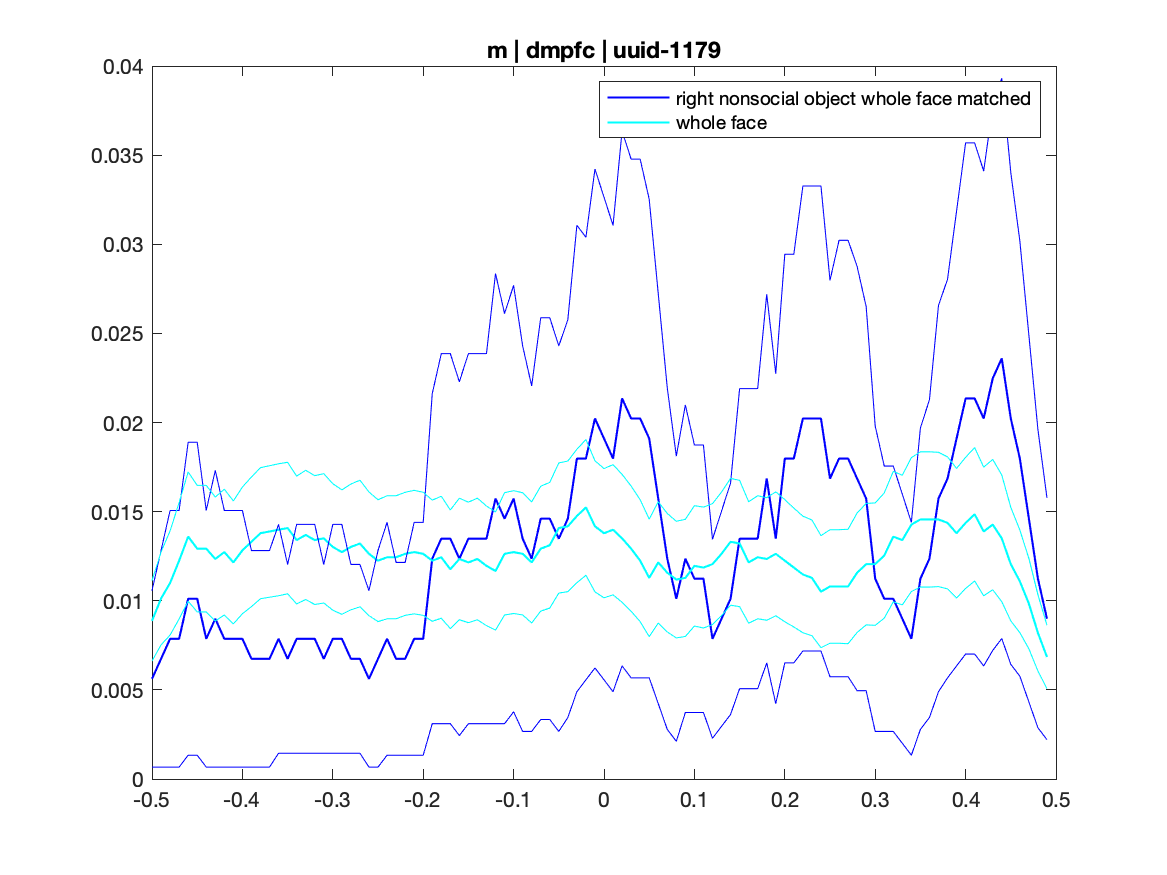 m | dmpfc | uuid-1179
right nonsocial object whole face matched
whole face
0.04
0.035
0.03
0.025
0.02
0.015
0.01
0.005
0
-0.5 -0.4 -0.3 -0.2 -0.1 0 0.1 0.2 0.3 0.4 0.5